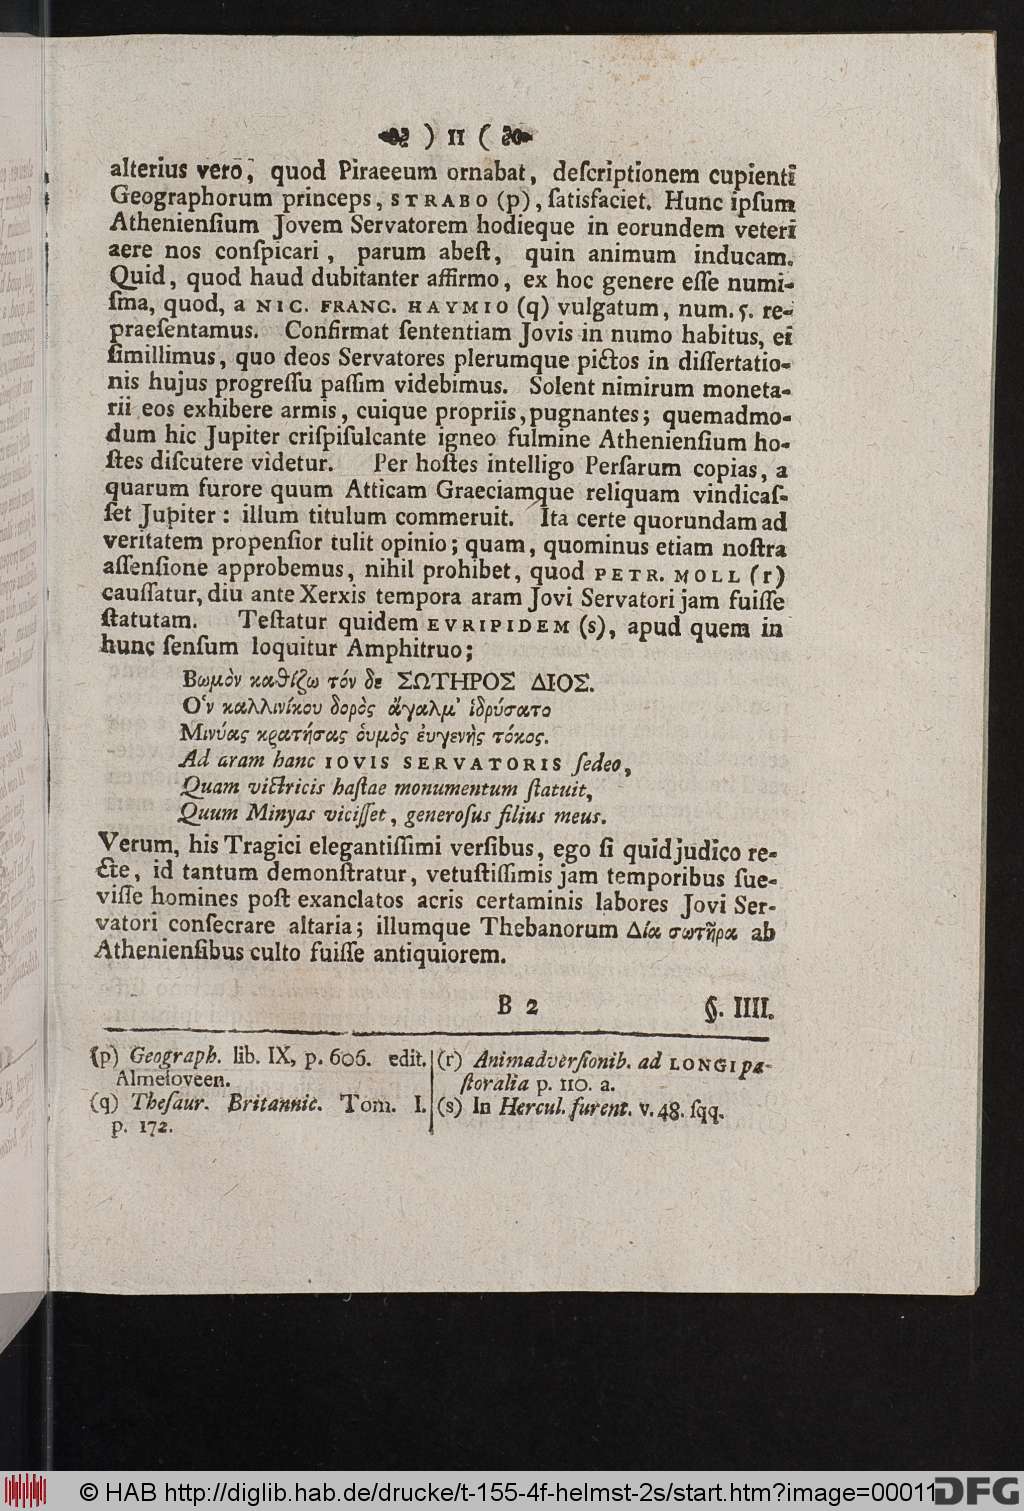 ) 11 (
alterius vero, quod Piraeeum ornabat, deſcriptionem cupienti
Geographorum princeps, STRABO (p), ſatisfaciet. Hunc ipſum
Athenienſium Jovem Servatorem hodieque in eorundem veteri
aere nos conſpicari, parum abeſt, quin animum inducam.
Quid, quod haud dubitanter affirmo, ex hoc genere eſſe numi-
ſma, quod, a NIC. FRANC. HAYMIO (q) vulgatum, num. 5. re-
praeſentamus. Confirmat ſententiam Jovis in numo habitus, ei
ſimillimus, quo deos Servatores plerumque pictos in diſſertatio-
nis hujus progreſſu paſſim videbimus. Solent nimirum moneta-
rii eos exhibere armis, cuique propriis, pugnantes; quemadmo-
dum hic Jupiter criſpiſulcante igneo fulmine Athenienſium ho-
ſtes diſcutere videtur. Per hoſtes intelligo Perſarum copias, a
quarum furore quum Atticam Graeciamque reliquam vindicaſ-
ſet Jupiter: illum titulum commeruit. Ita certe quorundam ad
veritatem propenſior tulit opinio; quam, quominus etiam noſtra
aſſenſione approbemus, nihil prohibet, quod PETR. MOLL (r)
cauſſatur, diu ante Xerxis tempora aram Jovi Servatori jam fuiſſe
ſtatutam. Teſtatur quidem EVRIPIDEM (s), apud quem in
hunc ſenſum loquitur Amphitruo;
Βωμὸν καθίζω τόν δε ΣΩΤΗΡΟΣ ΔΙΟΣ.
Ὁ´ν καλλινίκου δορὸς ἄγαλμ' ἱδρύσατο
Μινύας κρατήσας οὑμὸς ἐυγενὴς τόκος.
Ad aram hanc IOVIS SERVATORIS ſedeo,
Quam victricis haſtae monumentum ſtatuit,
Quum Minyas viciſſet, generoſus filius meus.
Verum, his Tragici elegantiſſimi verſibus, ego ſi quid judico re-
cte, id tantum demonſtratur, vetuſtiſſimis jam temporibus ſue-
viſſe homines poſt exanclatos acris certaminis labores Jovi Ser-
vatori conſecrare altaria; illumque Thebanorum Δία σωτῆρα ab
Athenienſibus culto fuiſſe antiquiorem.
B 2 §. IIII.
(p) Geograph. lib. IX, p. 606. edit.
Almeloveen.
(q) Theſaur. Britannic. Tom. I.
p. 172.
(r) Animadverſionib. ad LONGI pa-
ſtoralia p. 110. a.
(s) In Hercul. furent. v. 48. ſqq.
© HAB http://diglib.hab.de/drucke/t-155-4f-helmst-2s/start.htm?image=00011
DFG